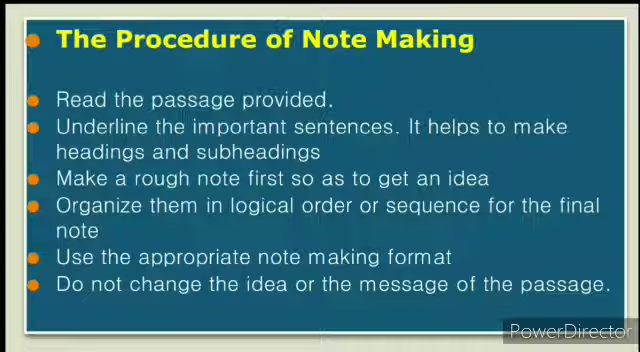 The Procedure of Note Making
Read the passage provided.
Underline the important sentences. It helps to make
headings and subheadings
Make a rough note first so as to get an idea
Organize them in logical order or sequence for the final
note
Use the appropriate note making format
Do not change the idea or the message of the passage.
PowerDirector